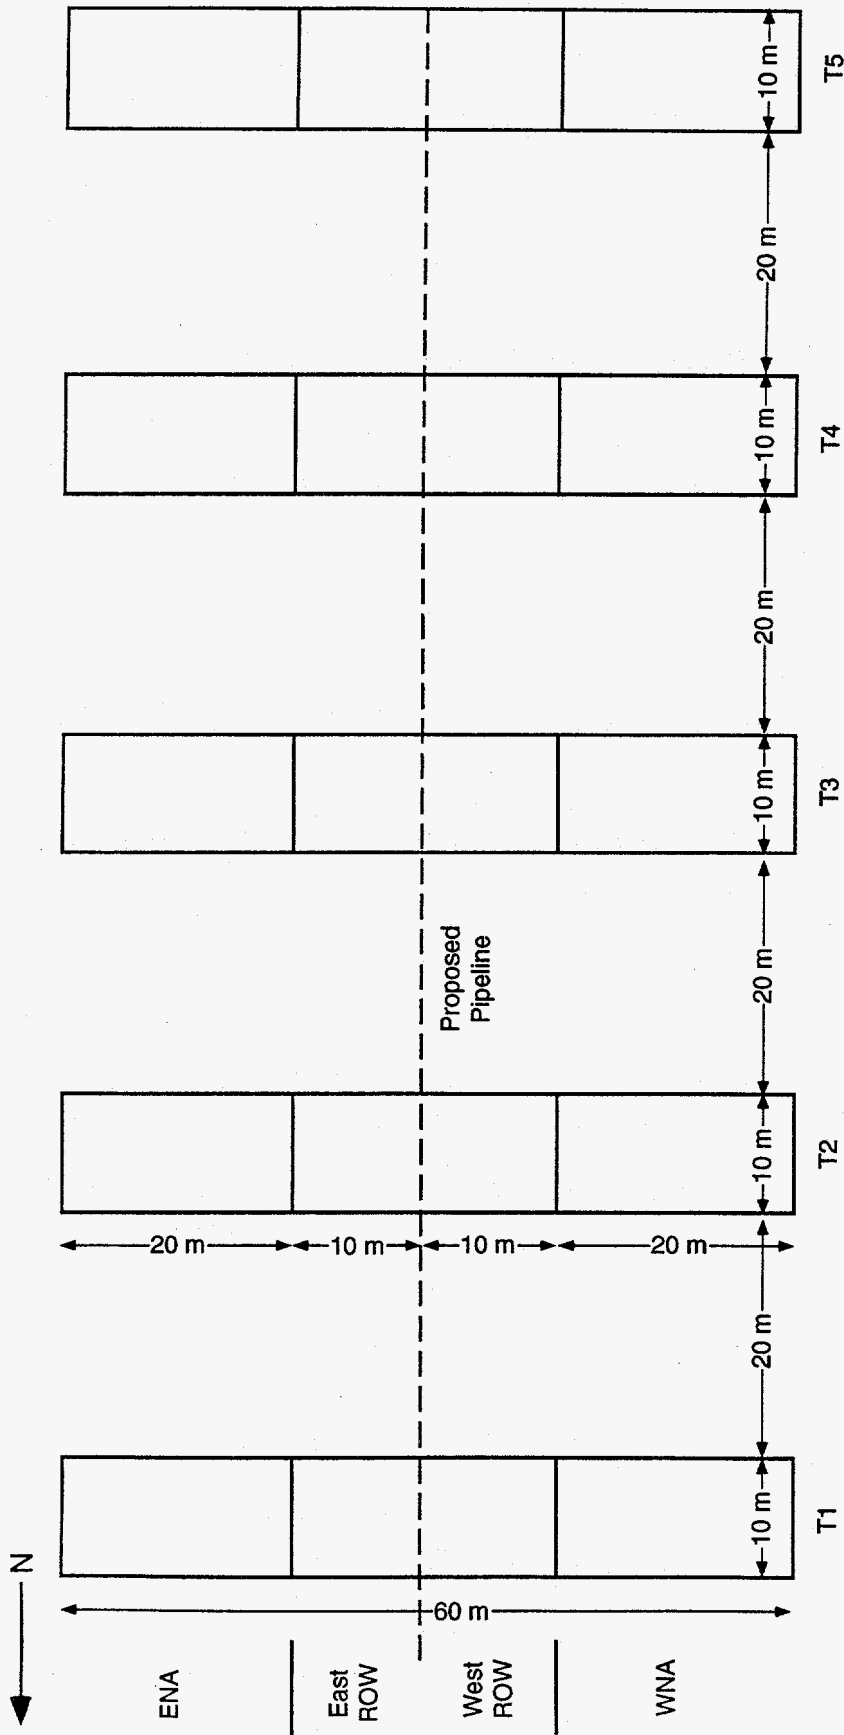 N
ENA
East
ROW
West
ROW
WNA
60 m
20 m
10 m
10 m
20 m
Proposed
Pipeline
10 m
20 m
10 m
20 m
10 m
20 m
10 m
20 m
10 m
T1
T2
T3
T4
T5